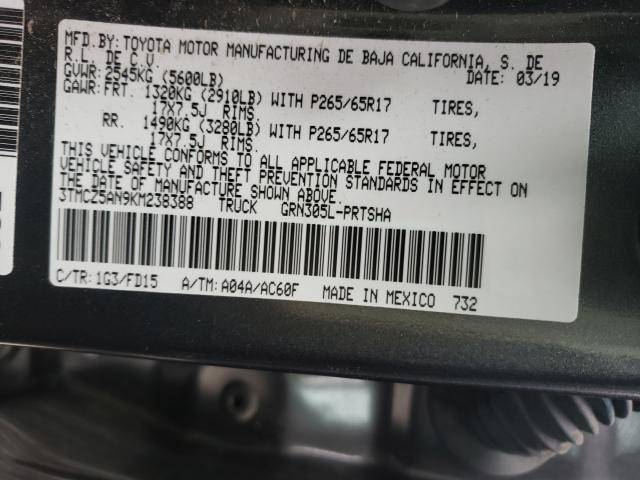 MFD.BY:TOYOTA MOTOR MANUFACTURING DE BAJA CALIFORNIA, S. DE
R.L. DE C.V. DATE: 03/19
GVWR:2545KG (5600LB)
GAWR:FRT. 1320KG (2910LB) WITH P265/65R17 TIRES,
17X7.5J RIMS.
RR. 1490KG (3280LB) WITH P265/65R17 TIRES,
17X7.5J RIMS.
THIS VEHICLE CONFORMS TO ALL APPLICABLE FEDERAL MOTOR
VEHICLE SAFETY AND THEFT PREVENTION STANDARDS IN EFFECT ON
THE DATE OF MANUFACTURE SHOWN ABOVE.
3TMCZ5AN9KM238388 TRUCK GRN305L-PRTSHA
C/TR:1G3/FD15 A/TM:A04A/AC60F MADE IN MEXICO 732